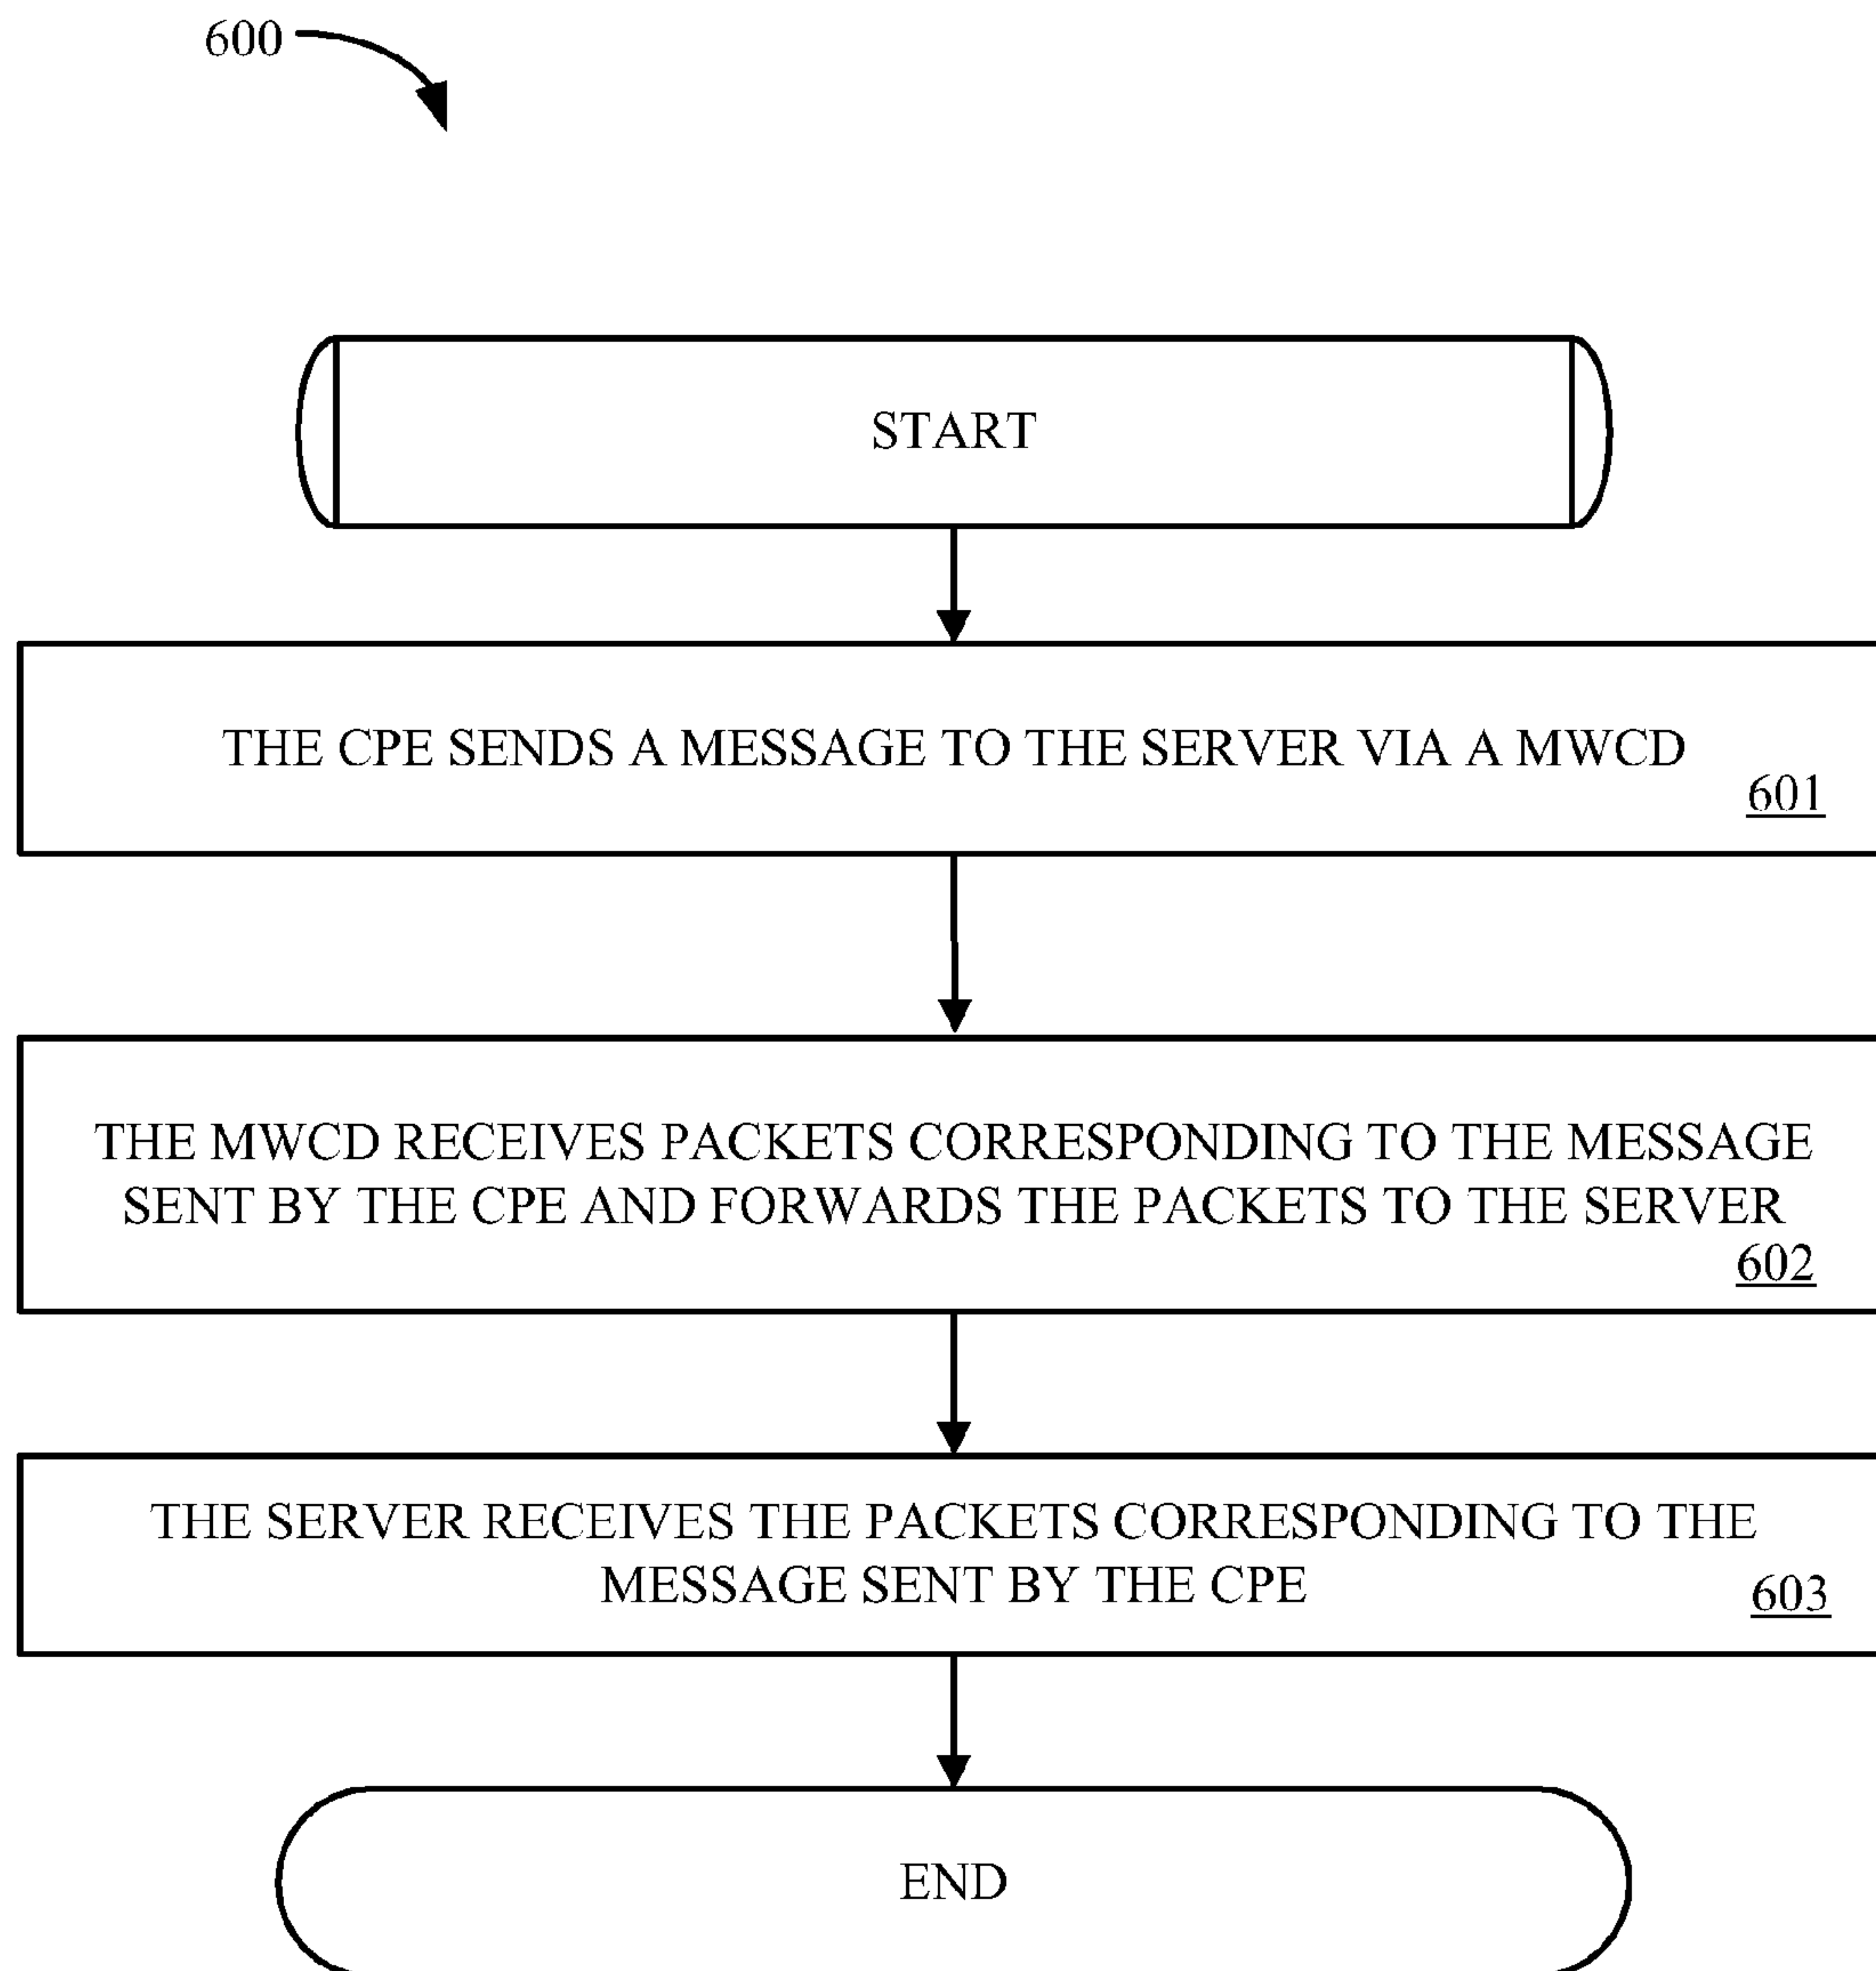 600
START
THE CPE SENDS A MESSAGE TO THE SERVER VIA A MWCD
601
THE MWCD RECEIVES PACKETS CORRESPONDING TO THE MESSAGE
SENT BY THE CPE AND FORWARDS THE PACKETS TO THE SERVER
602
THE SERVER RECEIVES THE PACKETS CORRESPONDING TO THE
MESSAGE SENT BY THE CPE
603
END